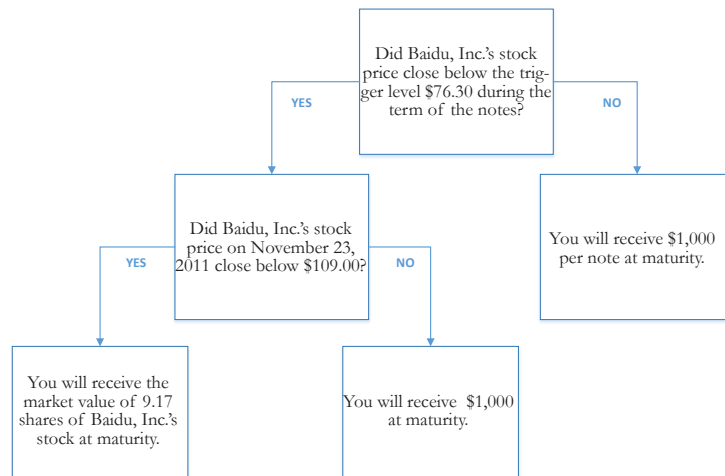 Did Baidu, Inc.'s stock
price close below the trig-
ger level $76.30 during the
term of the notes?
YES
NO
Did Baidu, Inc.'s stock
price on November 23,
2011 close below $109.00?
You will receive $1,000
per note at maturity.
YES
NO
You will receive the
market value of 9.17
shares of Baidu, Inc.'s
stock at maturity.
You will receive $1,000
at maturity.